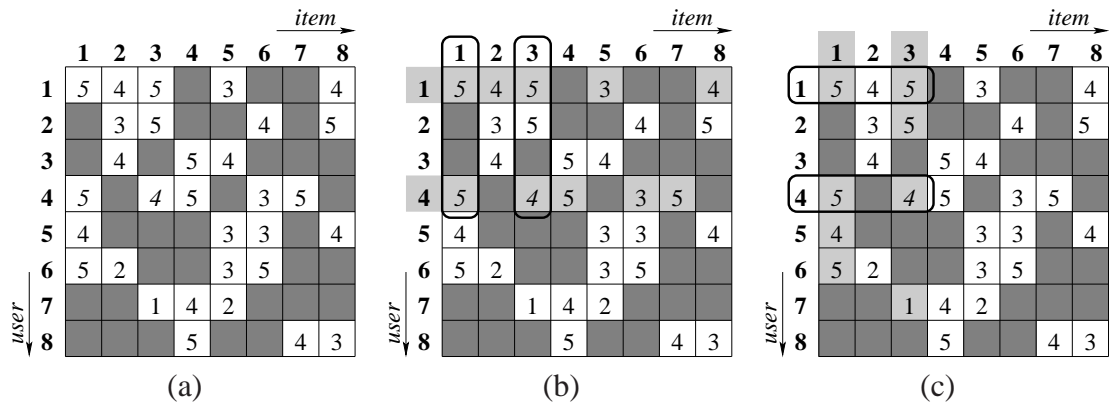 item item item
1 2 3 4 5 6 7 8 1 2 3 4 5 6 7 8 1 2 3 4 5 6 7 8
1 5 4 5 3 4 1 5 4 5 3 4 1 5 4 5 3 4
2 3 5 4 5 2 3 5 4 5 2 3 5 4 5
3 4 5 4 3 4 5 4 3 4 5 4
4 5 4 5 3 5 4 5 4 5 3 5 4 5 4 5 3 5
5 4 3 3 4 5 4 3 3 4 5 4 3 3 4
6 5 2 3 5 6 5 2 3 5 6 5 2 3 5
7 1 4 2 7 1 4 2 7 1 4 2
8 5 4 3 8 5 4 3 8 5 4 3
user user user
(a) (b) (c)